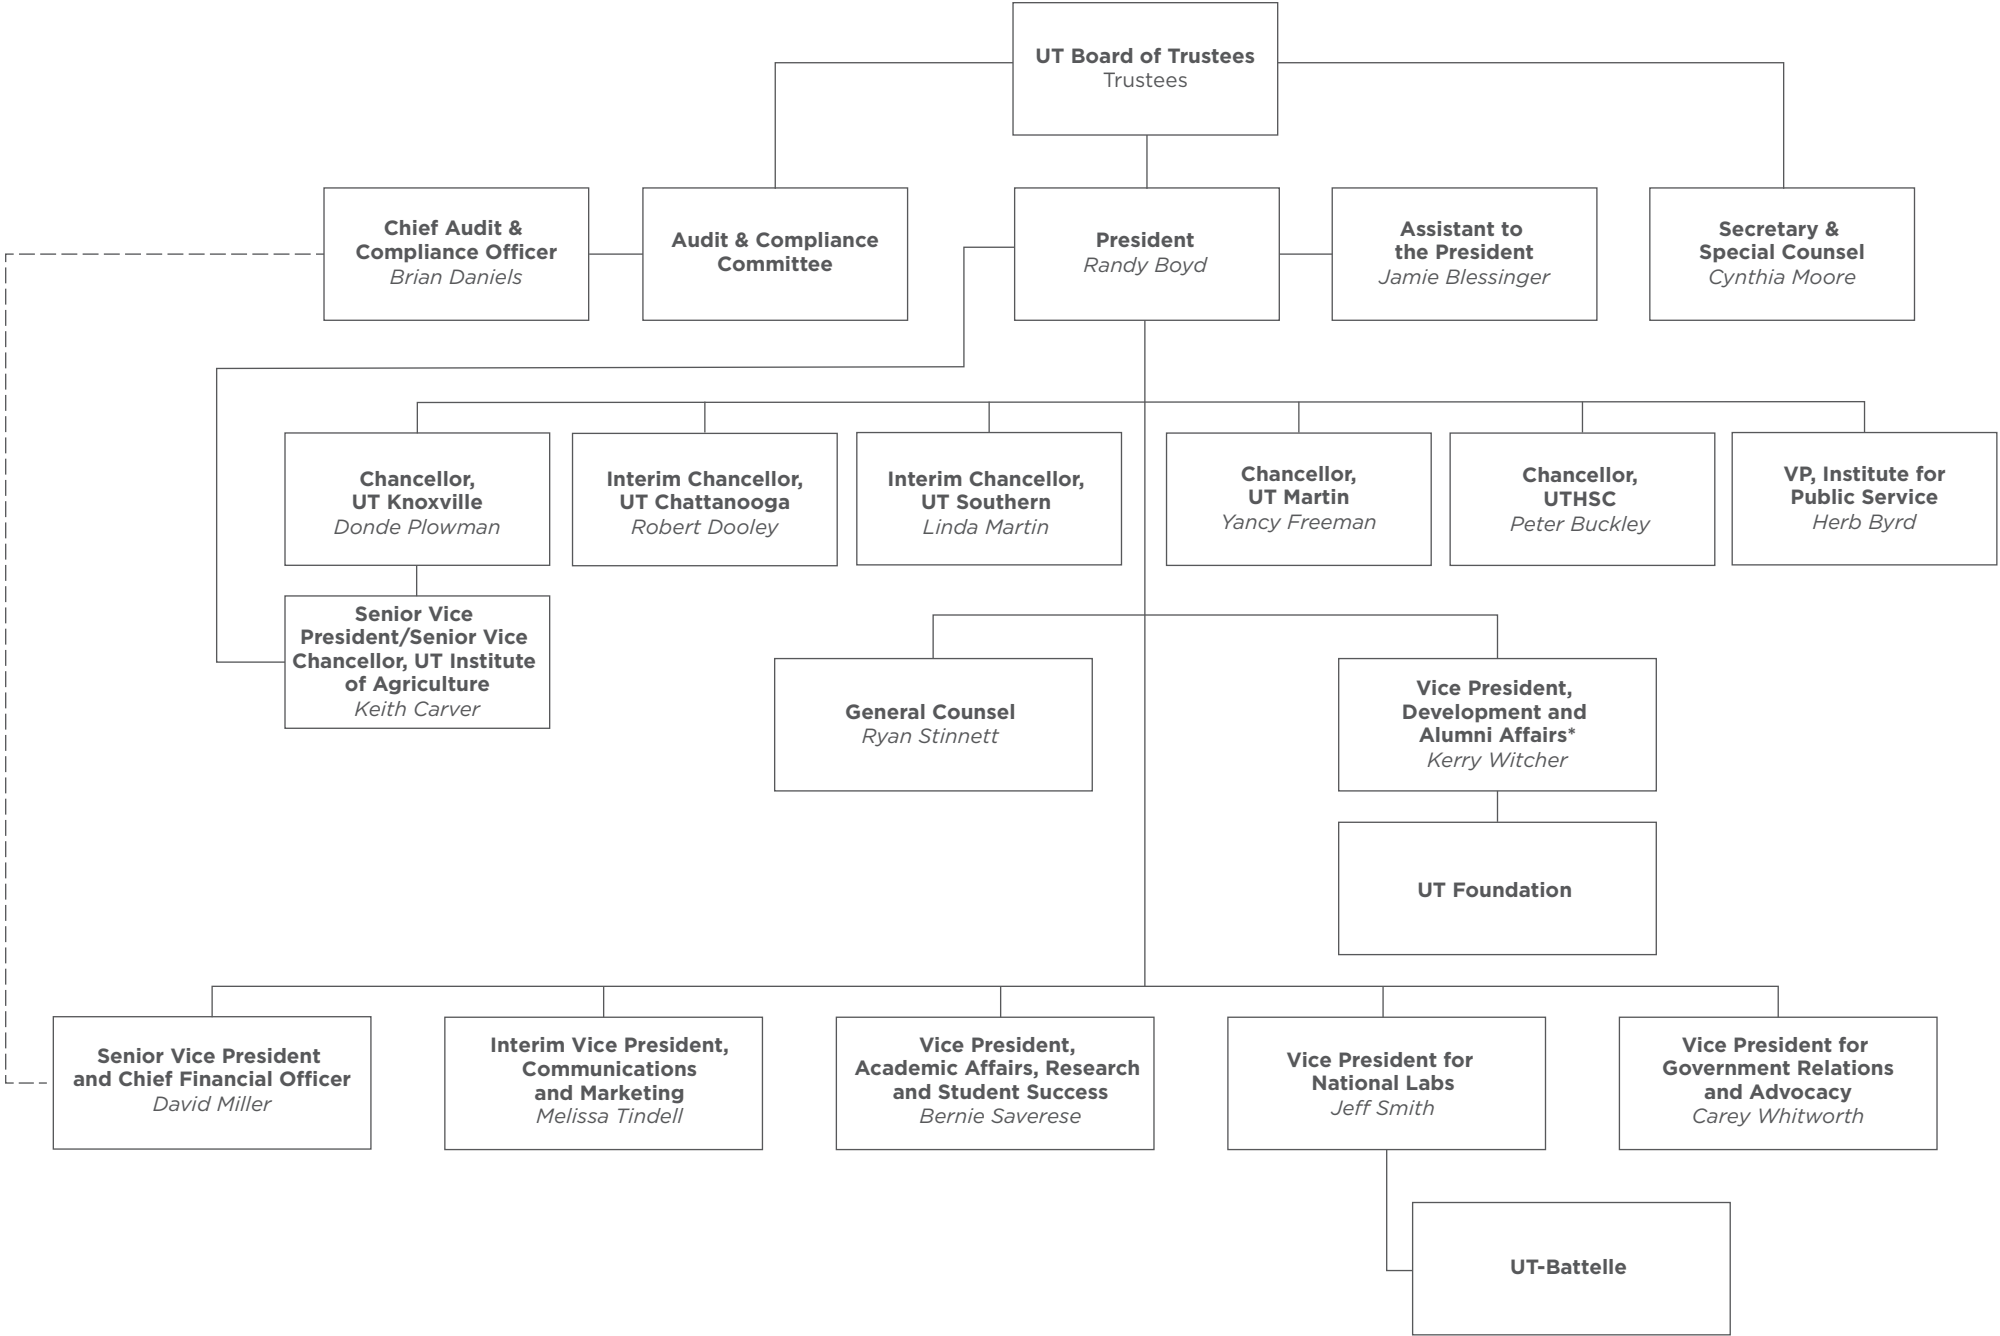 UT Board of Trustees
Trustees
Chief Audit &
Compliance Officer
Brian Daniels
Audit & Compliance
Committee
President
Randy Boyd
Assistant to
the President
Jamie Blessinger
Secretary &
Special Counsel
Cynthia Moore
Chancellor,
UT Knoxville
Donde Plowman
Interim Chancellor,
UT Chattanooga
Robert Dooley
Interim Chancellor,
UT Southern
Linda Martin
Chancellor,
UT Martin
Yancy Freeman
Chancellor,
UTHSC
Peter Buckley
VP, Institute for
Public Service
Herb Byrd
Senior Vice
President/Senior Vice
Chancellor, UT Institute
of Agriculture
Keith Carver
General Counsel
Ryan Stinnett
Vice President,
Development and
Alumni Affairs*
Kerry Witcher
UT Foundation
Senior Vice President
and Chief Financial Officer
David Miller
Interim Vice President,
Communications
and Marketing
Melissa Tindell
Vice President,
Academic Affairs, Research
and Student Success
Bernie Saverese
Vice President for
National Labs
Jeff Smith
Vice President for
Government Relations
and Advocacy
Carey Whitworth
UT-Battelle